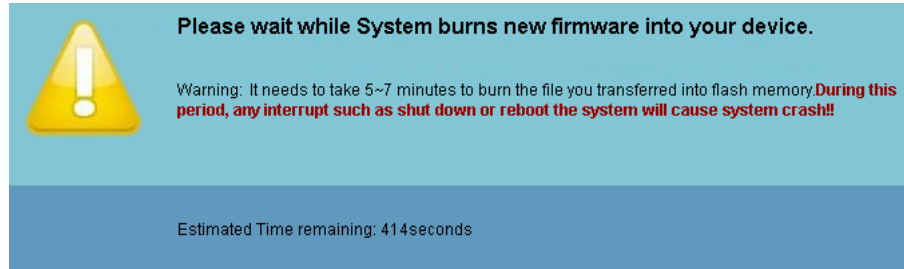 Please wait while System burns new firmware into your device.
Warning: It needs to take 5~7 minutes to burn the file you transferred into flash memory.During this
period, any interrupt such as shut down or reboot the system will cause system crash!!
Estimated Time remaining: 414seconds